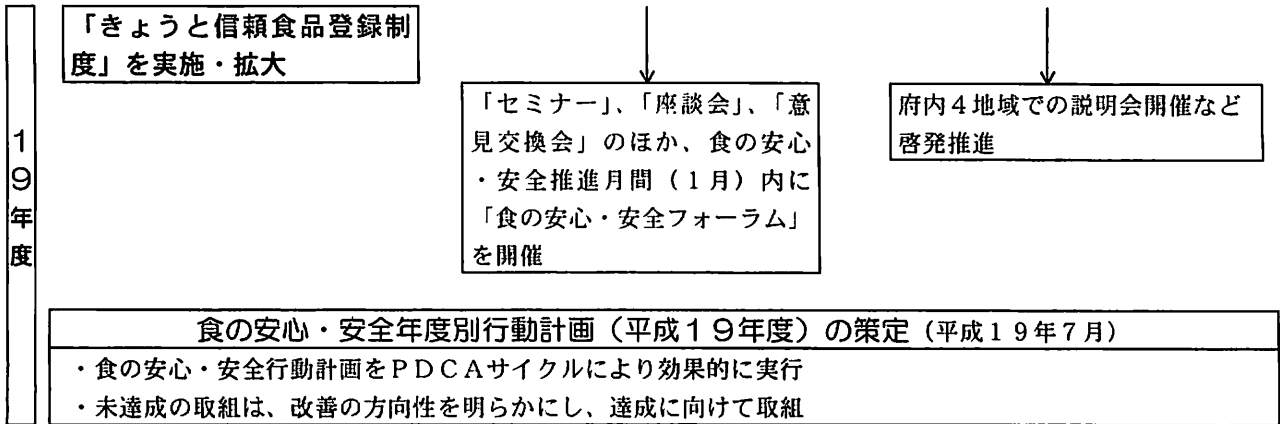 19年度
「きょうと信頼食品登録制
度」を実施・拡大
「セミナー」、「座談会」、「意
見交換会」のほか、食の安心
・安全推進月間（1月）内に
「食の安心・安全フォーラム」
を開催
府内4地域での説明会開催など
啓発推進
食の安心・安全年度別行動計画（平成19年度）の策定（平成19年7月）
・食の安心・安全行動計画をPDCAサイクルにより効果的に実行
・未達成の取組は、改善の方向性を明らかにし、達成に向けて取組